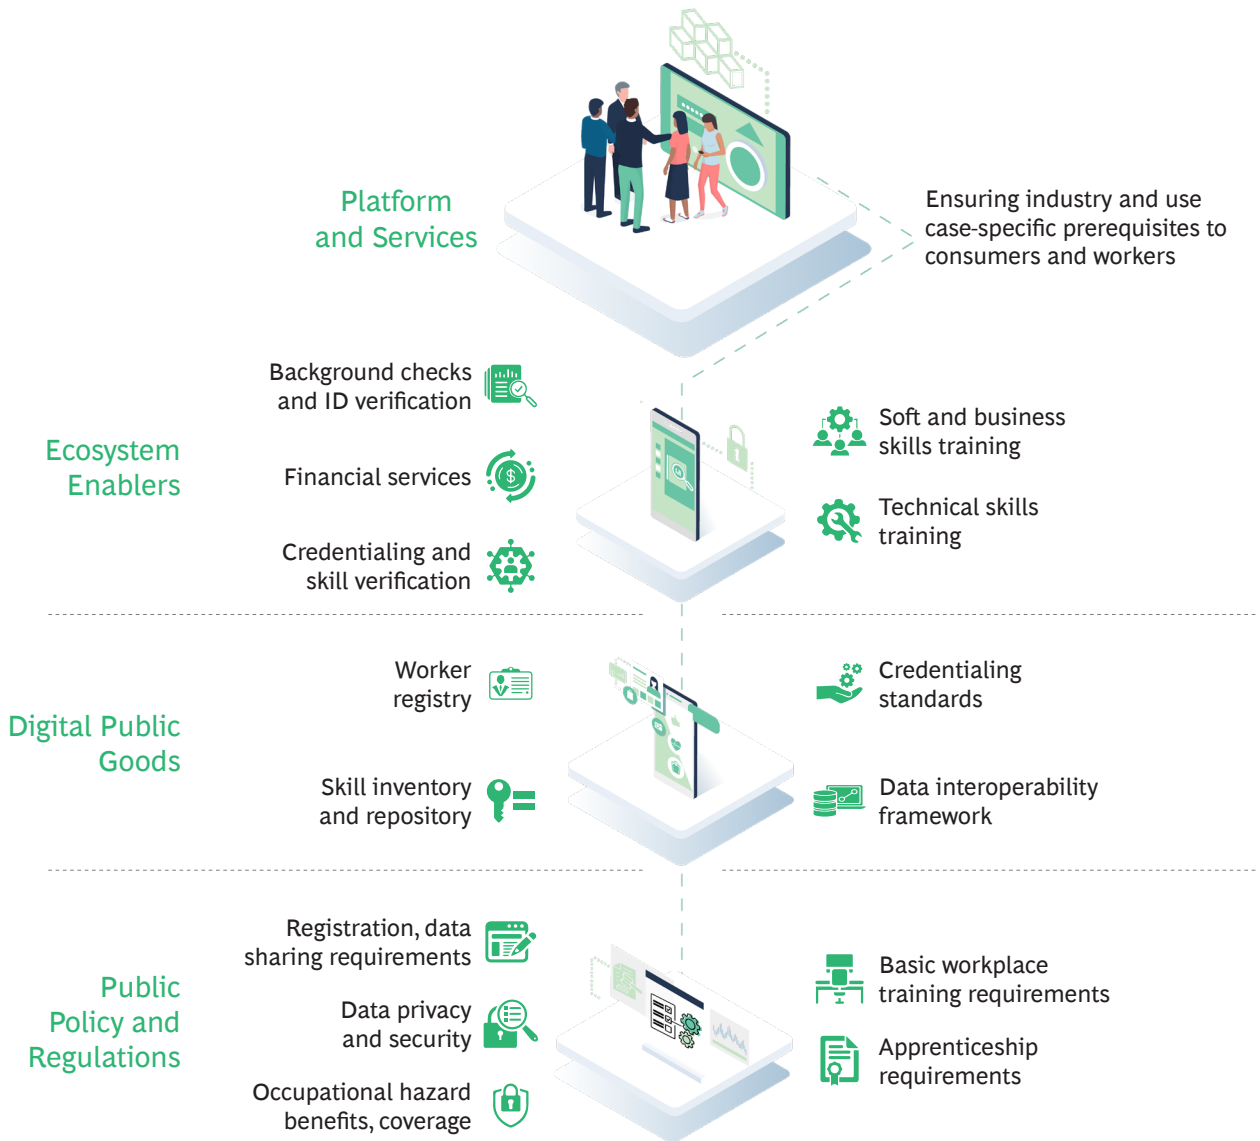 Platform
and Services
Ensuring industry and use
case-specific prerequisites to
consumers and workers
Ecosystem
Enablers
Background checks
and ID verification
Financial services
Credentialing and
skill verification
Soft and business
skills training
Technical skills
training
Digital Public
Goods
Worker
registry
Skill inventory
and repository
Credentialing
standards
Data interoperability
framework
Public
Policy and
Regulations
Registration, data
sharing requirements
Data privacy
and security
Occupational hazard
benefits, coverage
Basic workplace
training requirements
Apprenticeship
requirements